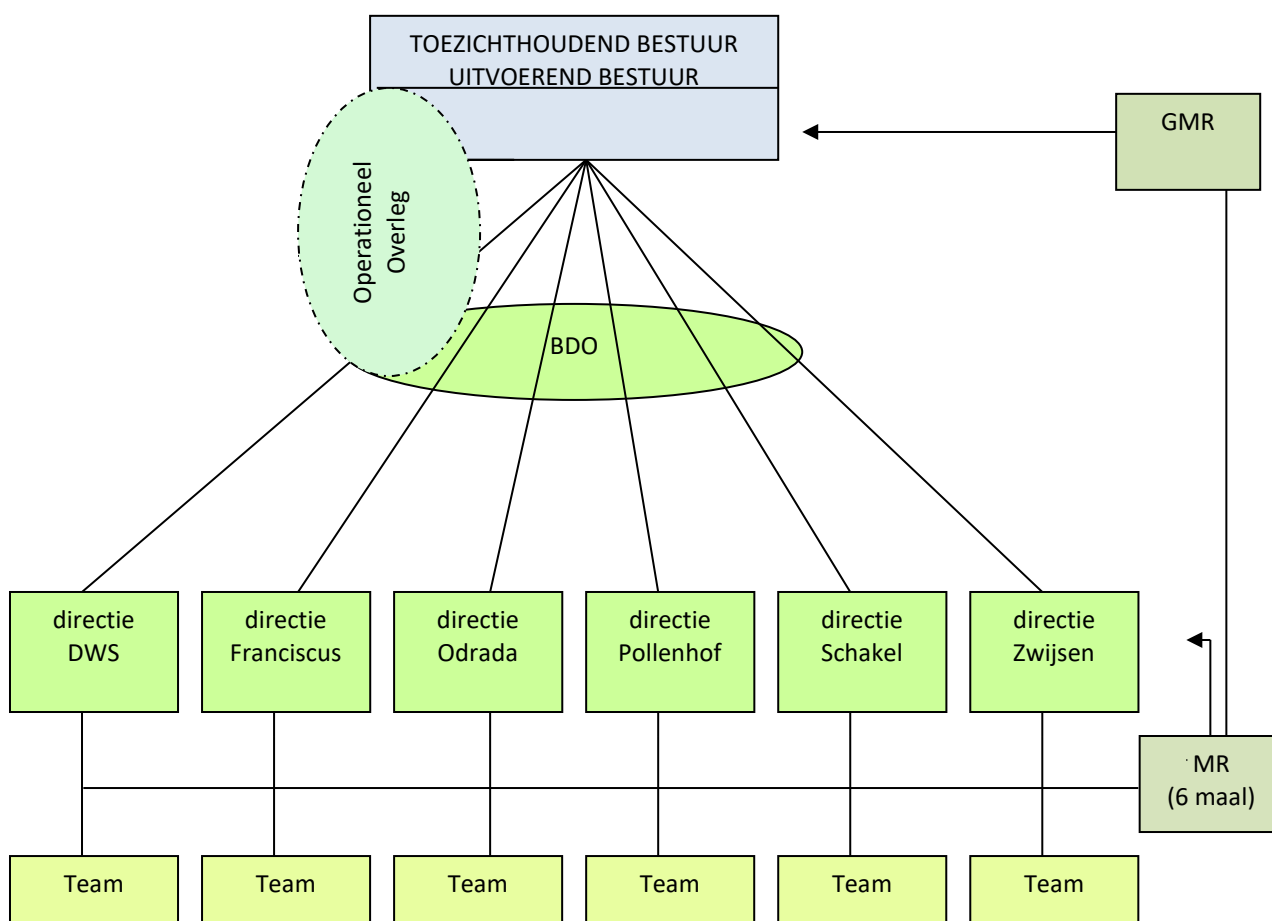 TOEZICHTHOUDEND BESTUUR
UITVOEREND BESTUUR
GMR
Operationeel
Overleg
BDO
directie
DWS
directie
Franciscus
directie
Odrada
directie
Pollenhof
directie
Schakel
directie
Zwijsen
MR
(6 maal)
Team
Team
Team
Team
Team
Team